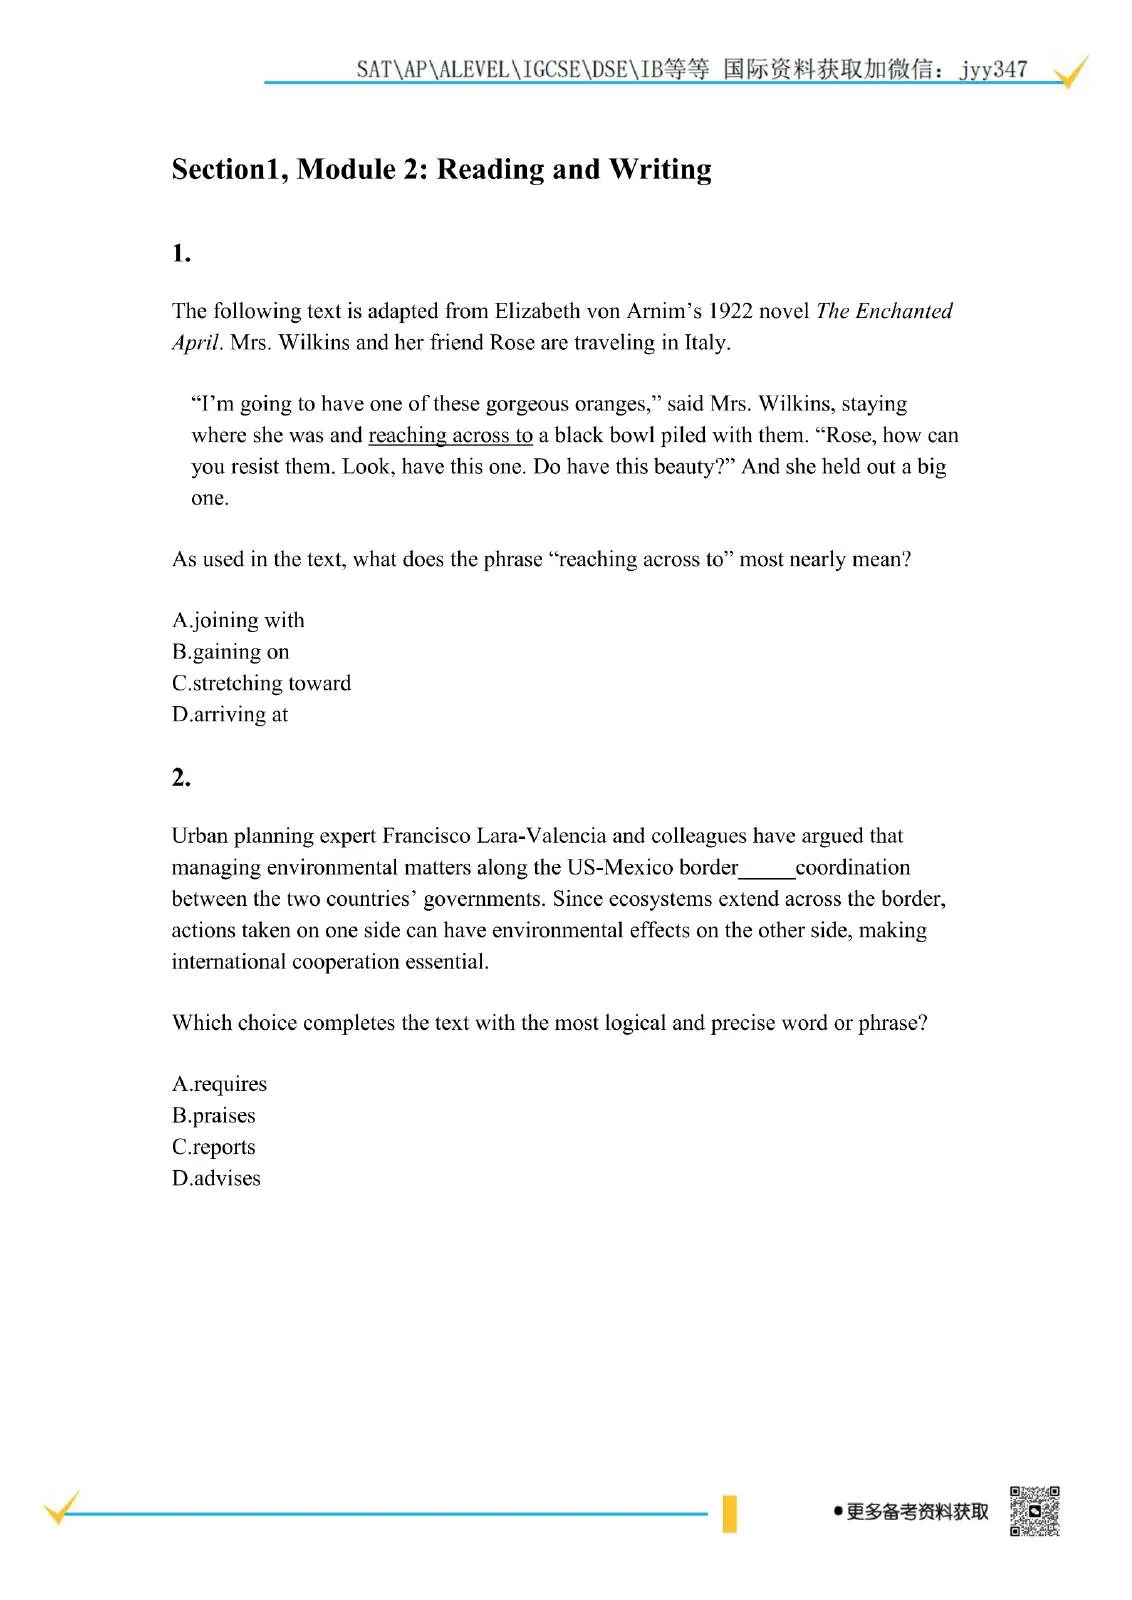 SAT\AP\ALEVEL\IGCSE\DSE\IB等等 国际资料获取加微信：jyy347
Section1, Module 2: Reading and Writing
1.
The following text is adapted from Elizabeth von Arnim’s 1922 novel The Enchanted
April. Mrs. Wilkins and her friend Rose are traveling in Italy.
“I’m going to have one of these gorgeous oranges,” said Mrs. Wilkins, staying
where she was and reaching across to a black bowl piled with them. “Rose, how can
you resist them. Look, have this one. Do have this beauty?” And she held out a big
one.
As used in the text, what does the phrase “reaching across to” most nearly mean?
A.joining with
B.gaining on
C.stretching toward
D.arriving at
2.
Urban planning expert Francisco Lara-Valencia and colleagues have argued that
managing environmental matters along the US-Mexico border_____coordination
between the two countries’ governments. Since ecosystems extend across the border,
actions taken on one side can have environmental effects on the other side, making
international cooperation essential.
Which choice completes the text with the most logical and precise word or phrase?
A.requires
B.praises
C.reports
D.advises
●更多备考资料获取